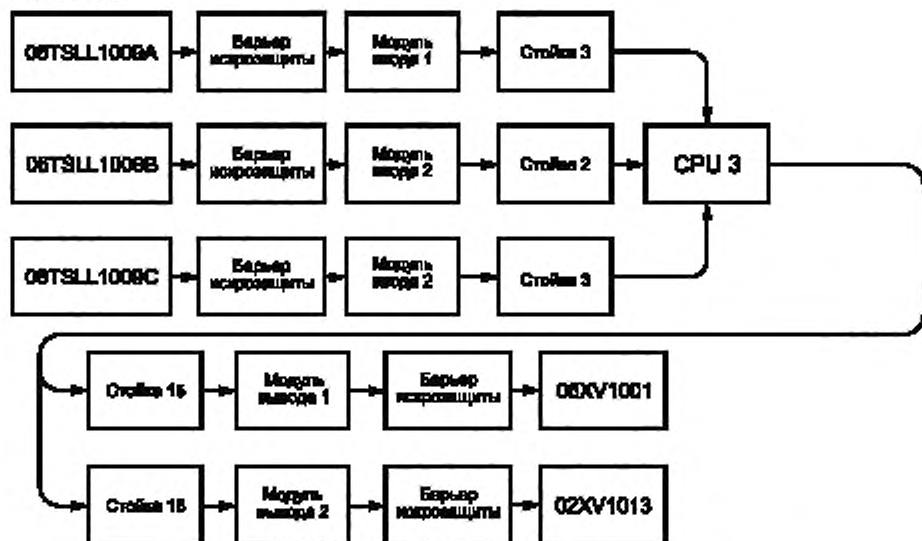 06TSLL1009A
Барьер
искрозащиты
Модуль
ввода 1
Стойка 3
06TSLL1009B
Барьер
искрозащиты
Модуль
ввода 2
Стойка 2
CPU 3
06TSLL1009C
Барьер
искрозащиты
Модуль
ввода 2
Стойка 3
Стойка 15
Модуль
вывода 1
Барьер
искрозащиты
06XV1001
Стойка 15
Модуль
вывода 2
Барьер
искрозащиты
02XV1013